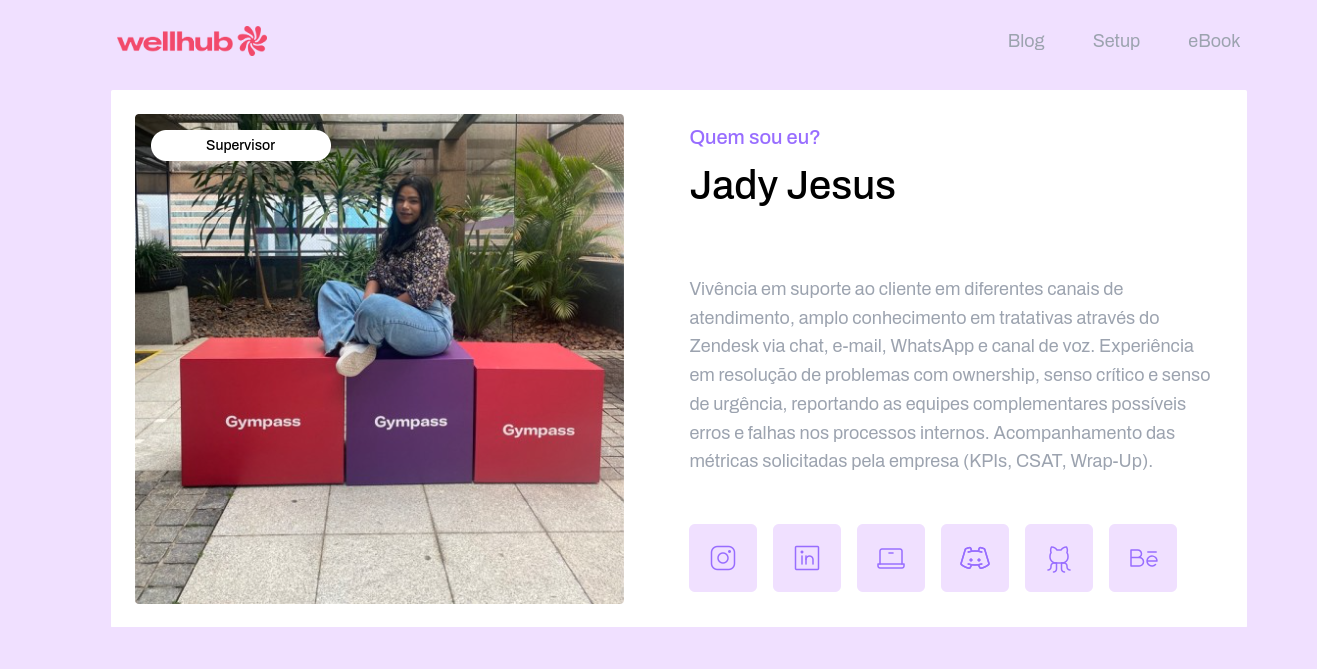 wellhub
Blog
Setup
eBook
Supervisor
Gympass
Gympass
Gympass
Quem sou eu?
Jady Jesus
Vivência em suporte ao cliente em diferentes canais de
atendimento, amplo conhecimento em tratativas através do
Zendesk via chat, e-mail, WhatsApp e canal de voz. Experiência
em resolução de problemas com ownership, senso crítico e senso
de urgência, reportando as equipes complementares possíveis
erros e falhas nos processos internos. Acompanhamento das
métricas solicitadas pela empresa (KPIs, CSAT, Wrap-Up).
in
Bē